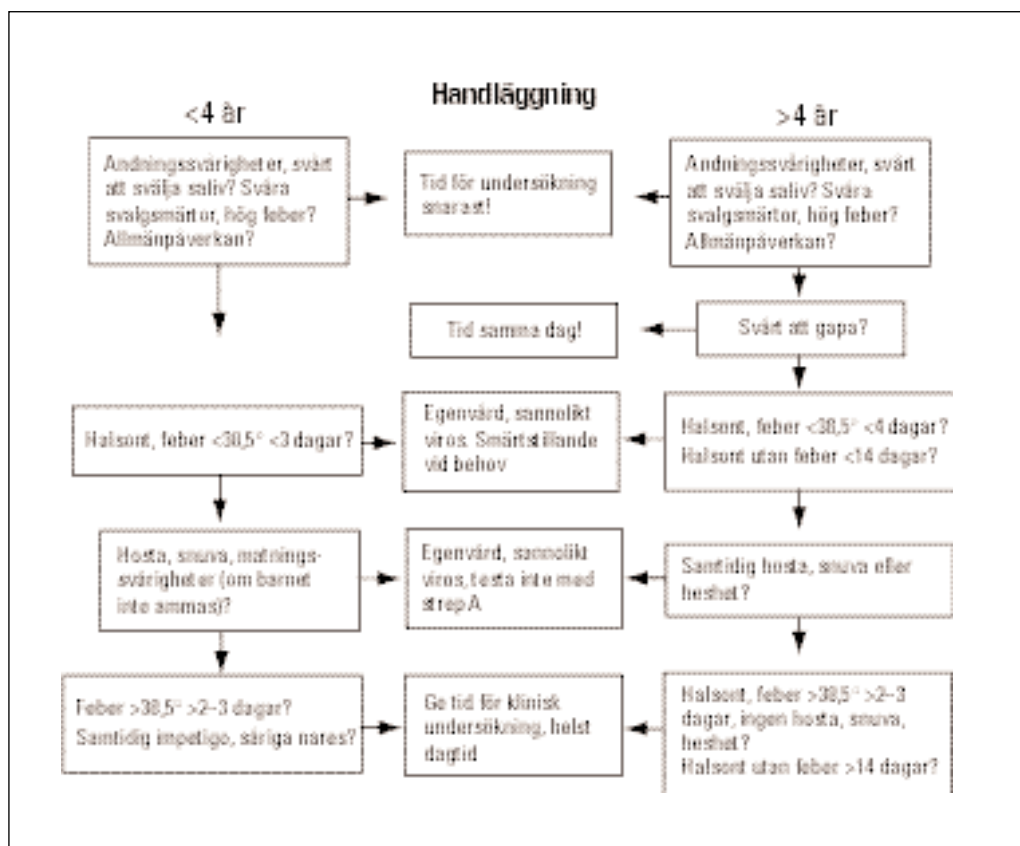 Handläggning
<4 år
>4 år
Andningssvårigheter, svårt
att svälja saliv? Svåra
svalgsmärtor, hög feber?
Allmänpåverkan?
Tid för undersökning
snarast!
Andningssvårigheter, svårt
att svälja saliv? Svåra
svalgsmärtor, hög feber?
Allmänpåverkan?
Tid samma dag!
Svårt att gapa?
Halsont, feber <38,5° <3 dagar?
Egenvård, sannolikt
viros. Smärtstillande
vid behov
Halsont, feber <38,5° <4 dagar?
Halsont utan feber <14 dagar?
Hosta, snuva, matnings-
svårigheter (om barnet
inte ammas)?
Egenvård, sannolikt
viros, testa inte med
strep A
Samtidig hosta, snuva eller
heshet?
Feber >38,5° >2–3 dagar?
Samtidig impetigo, såriga nares?
Ge tid för klinisk
undersökning, helst
dagtid
Halsont, feber >38,5° >2–3
dagar, ingen hosta, snuva,
heshet?
Halsont utan feber >14 dagar?